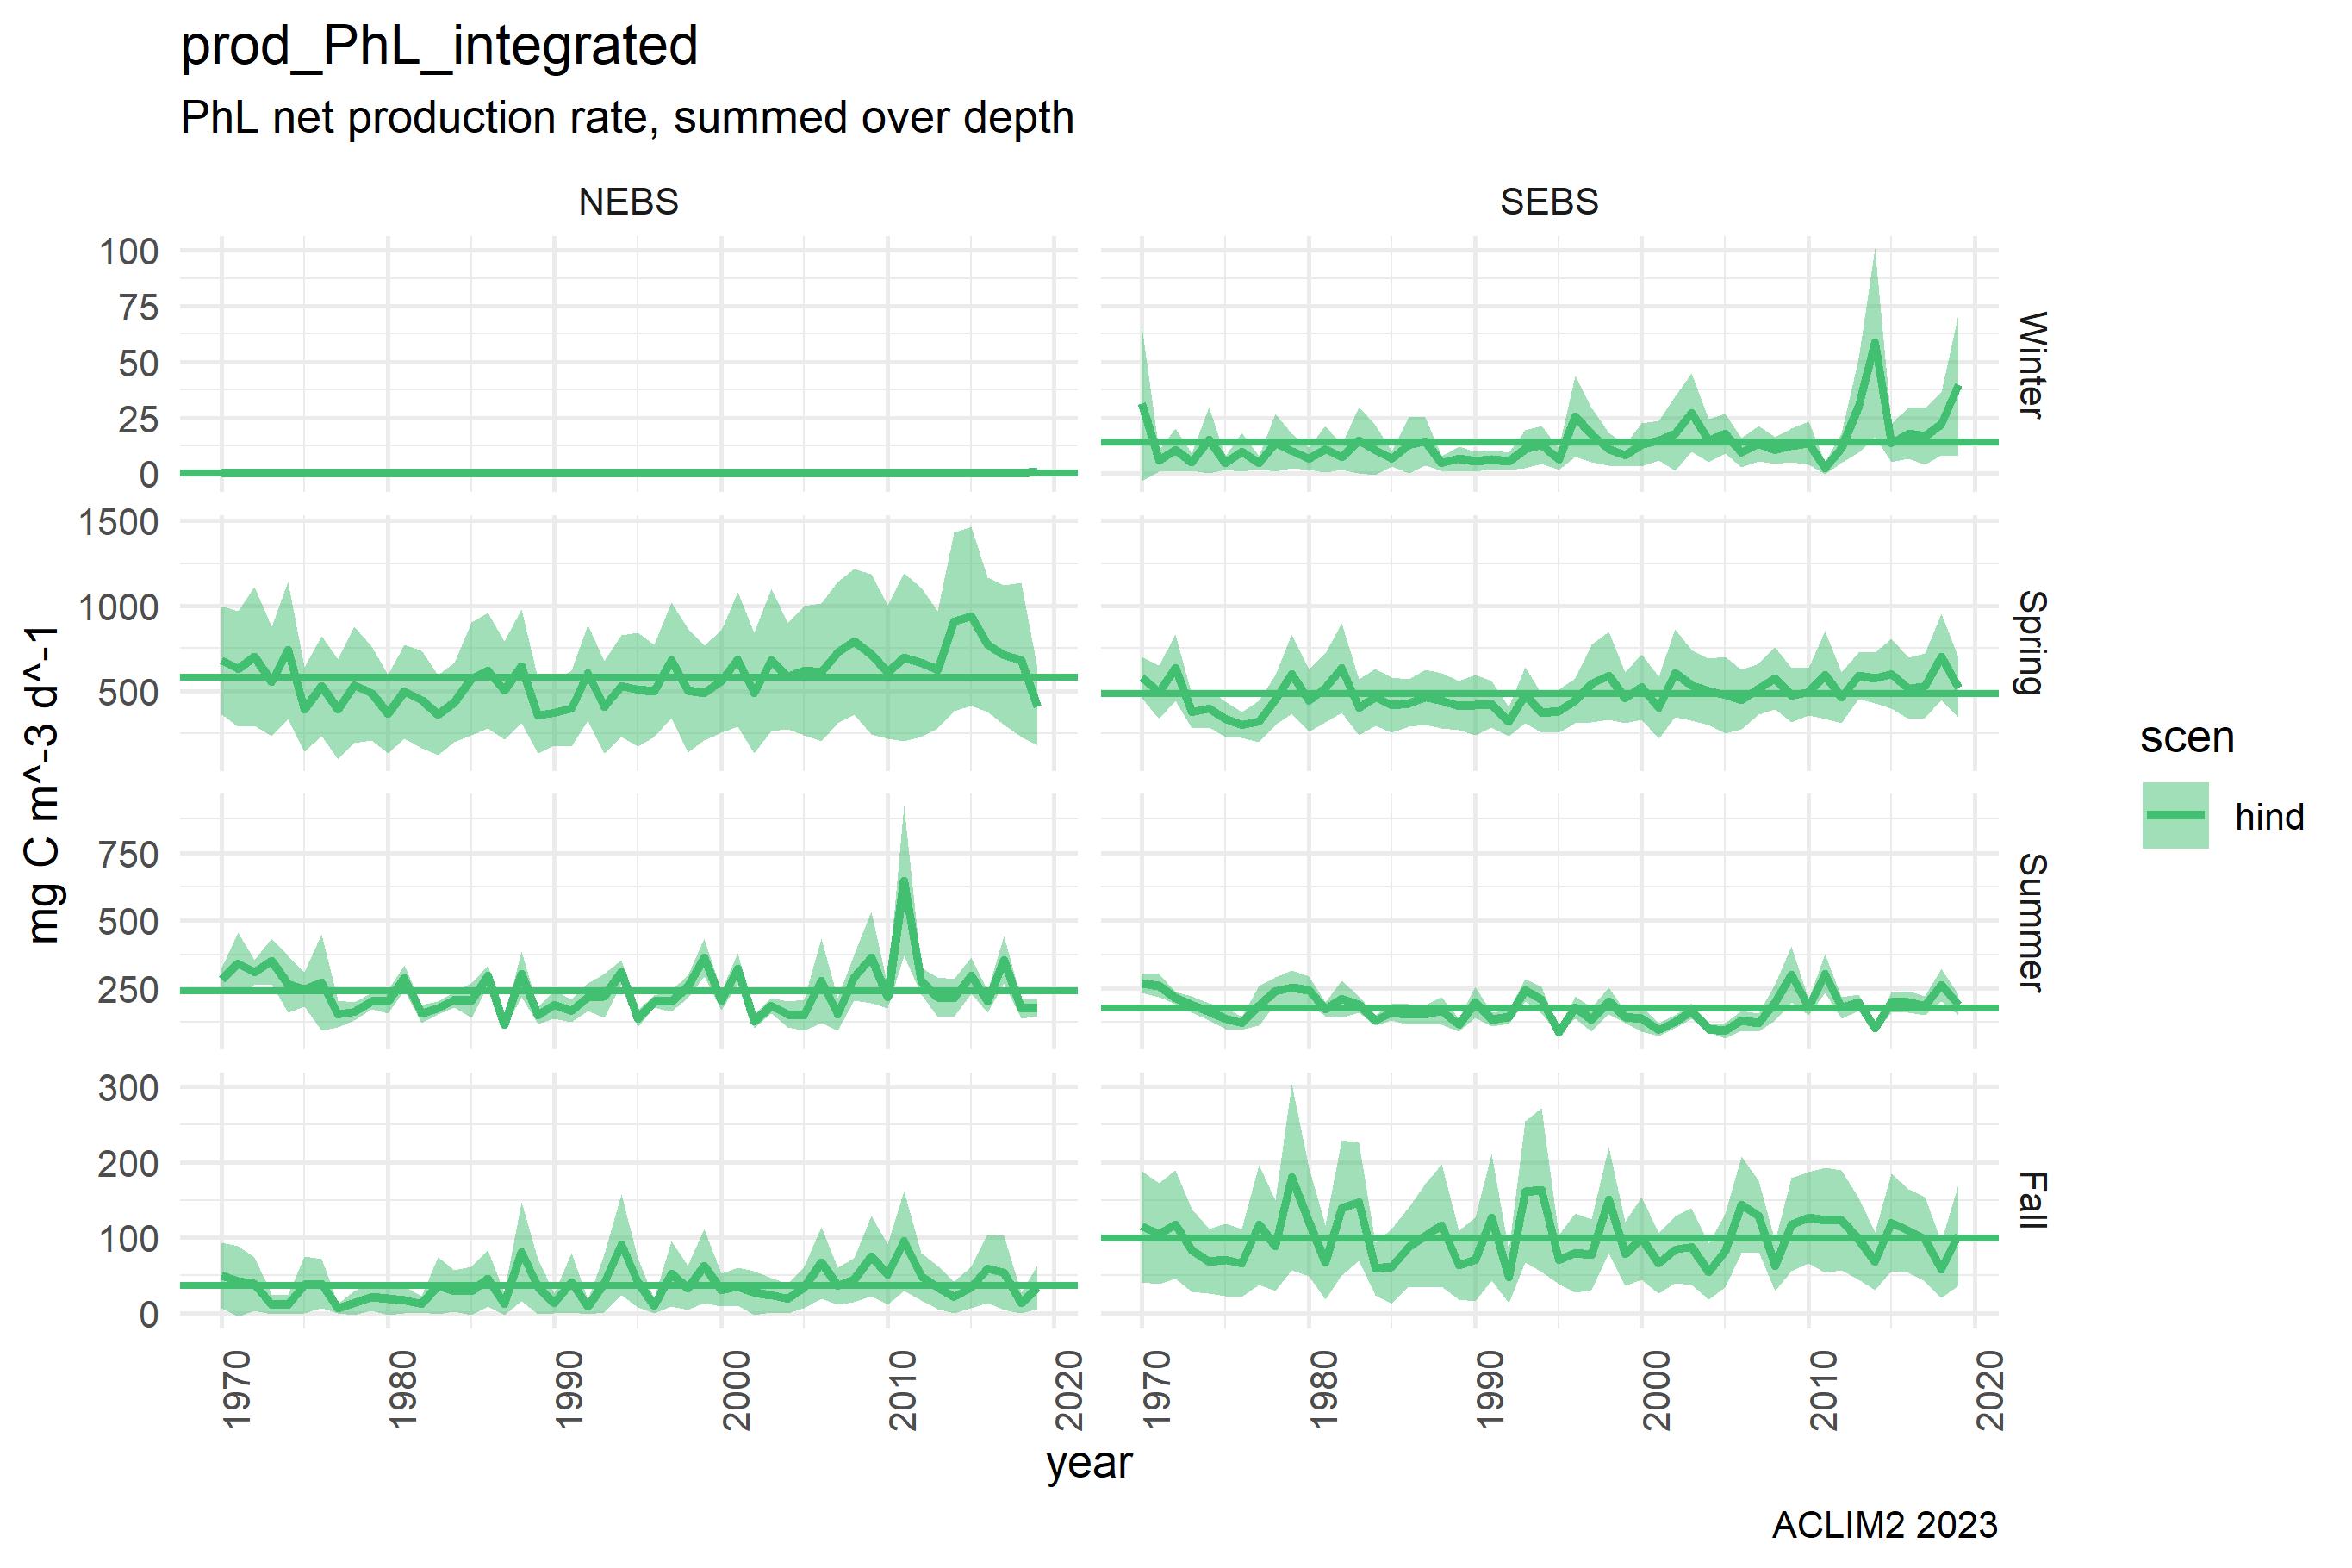 prod_PhL_integrated
PhL net production rate, summed over depth
NEBS
SEBS
100
75
50
25
0
Winter
1500
1000
500
Spring
750
500
250
Summer
300
200
100
0
Fall
mg C m^-3 d^-1
1970
1980
1990
2000
2010
2020
1970
1980
1990
2000
2010
2020
year
scen
hind
ACLIM2 2023